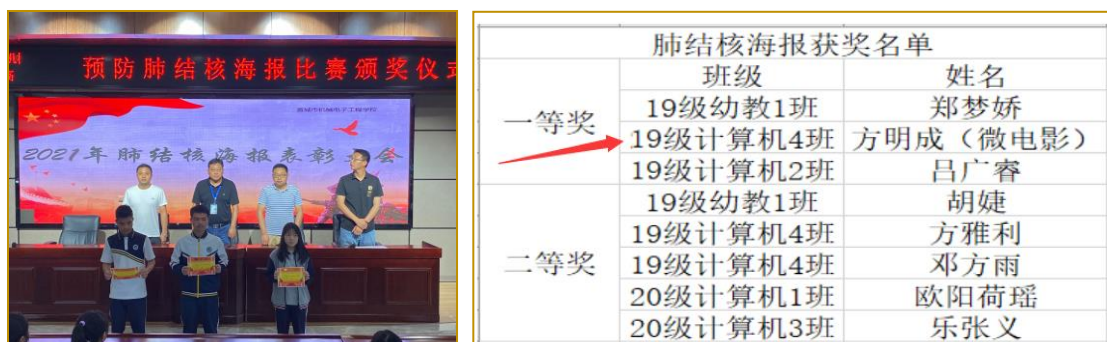 预防肺结核海报比赛颁奖仪式
2021年肺结核海报表彰大会
肺结核海报获奖名单
班级 姓名
一等奖
19级幼教1班 郑梦娇
19级计算机4班 方明成（微电影）
19级计算机2班 吕广睿
二等奖
19级幼教1班 胡婕
19级计算机4班 方雅利
19级计算机4班 邓方雨
20级计算机1班 欧阳荷瑶
20级计算机3班 乐张义